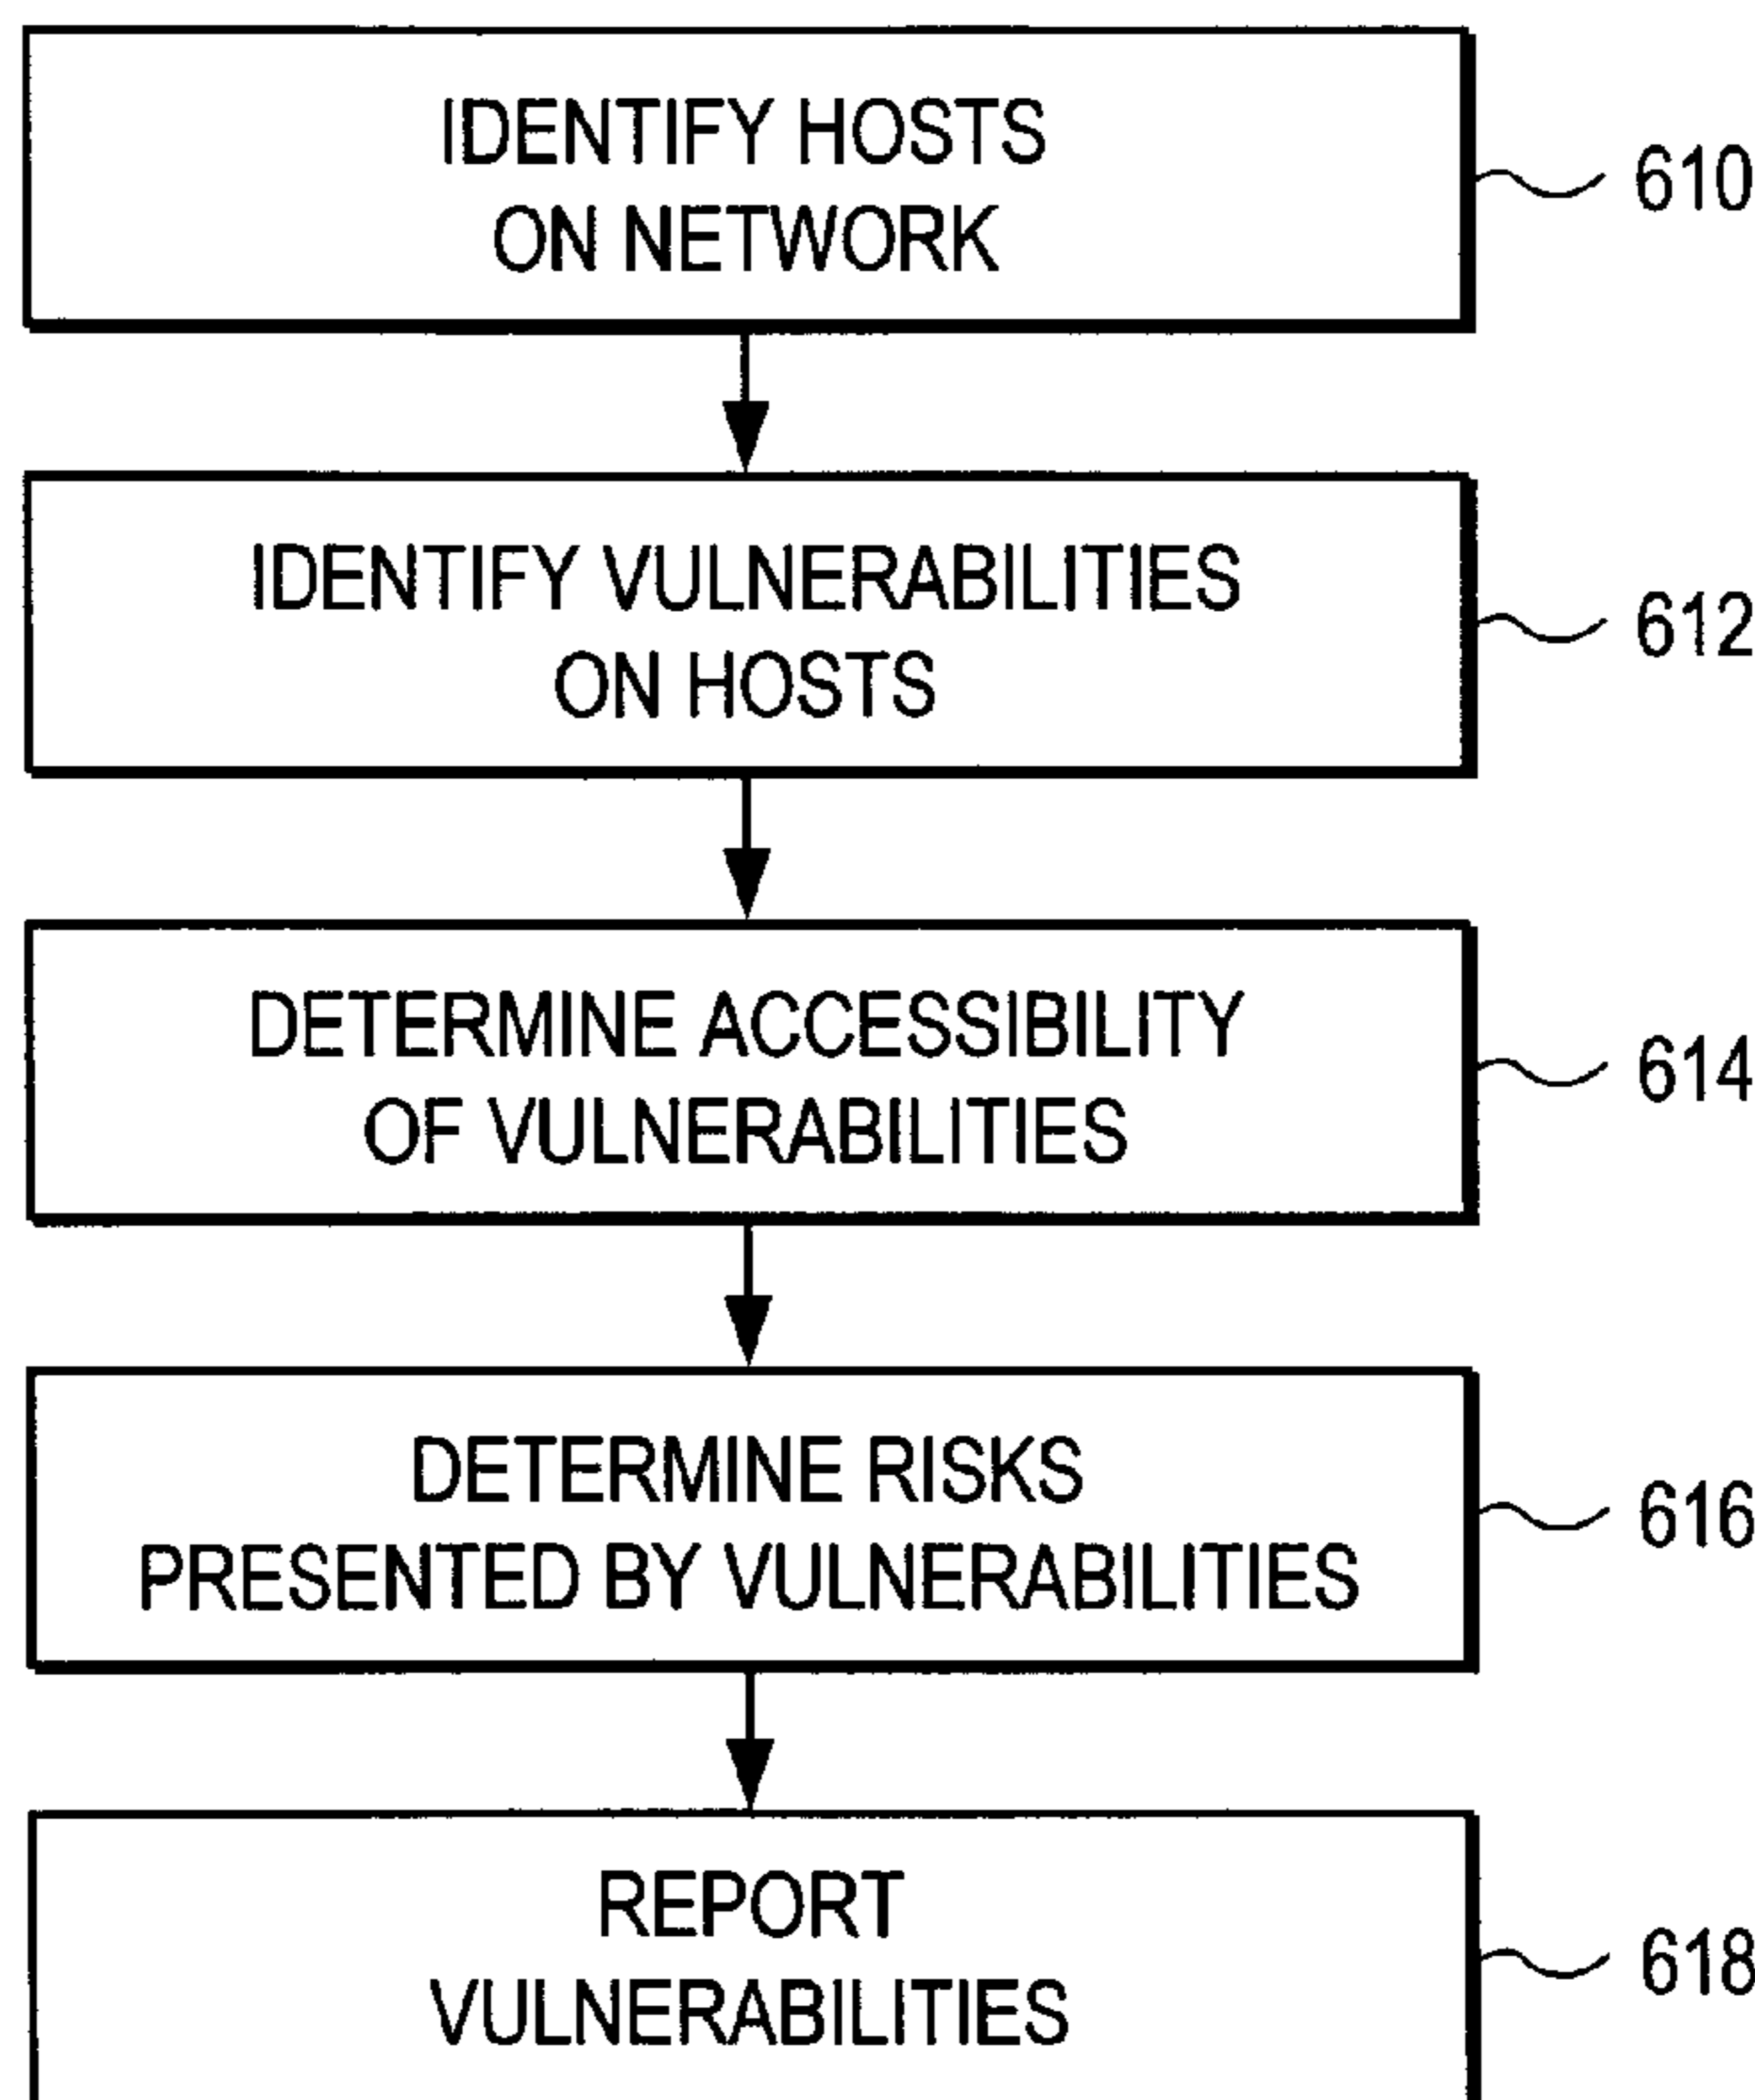 IDENTIFY HOSTS
ON NETWORK
610
IDENTIFY VULNERABILITIES
ON HOSTS
612
DETERMINE ACCESSIBILITY
OF VULNERABILITIES
614
DETERMINE RISKS
PRESENTED BY VULNERABILITIES
616
REPORT
VULNERABILITIES
618